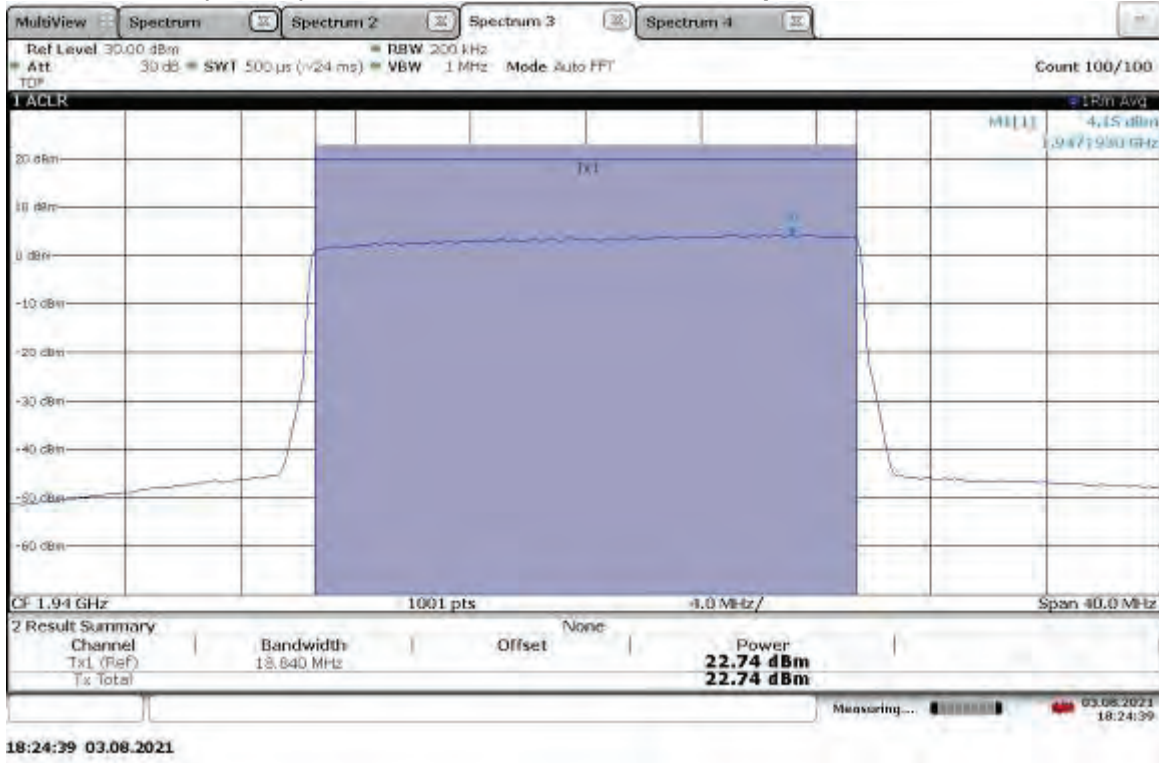 MultiView Spectrum Spectrum 2 Spectrum 3 Spectrum 4
Ref Level 30.00 dBm RBW 200 kHz
Att 30 dB SWT 500 µs (~24 ms) VBW 1 MHz Mode Auto FFT Count 100/100
TDF
1 ACLR 1Rm Avg
M1[1] 4.15 dBm
1.9471930 GHz
20 dBm
Tx1
10 dBm
0 dBm
-10 dBm
-20 dBm
-30 dBm
-40 dBm
-50 dBm
-60 dBm
CF 1.94 GHz 1001 pts 4.0 MHz/ Span 40.0 MHz
2 Result Summary None
Channel Bandwidth Offset Power
Tx1 (Ref) 18.840 MHz 22.74 dBm
Tx Total 22.74 dBm
Measuring... 03.08.2021
18:24:39
18:24:39 03.08.2021